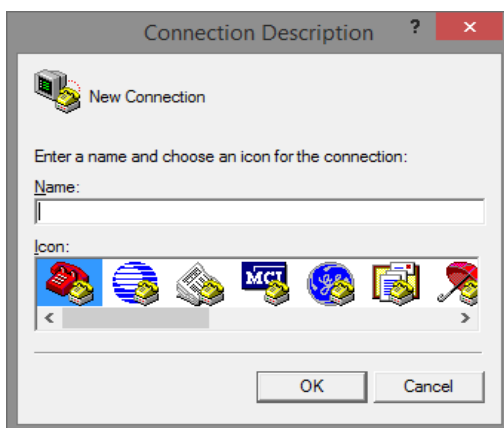 Connection Description ? ×
New Connection
Enter a name and choose an icon for the connection:
Name:
Icon:
MCI
OK Cancel